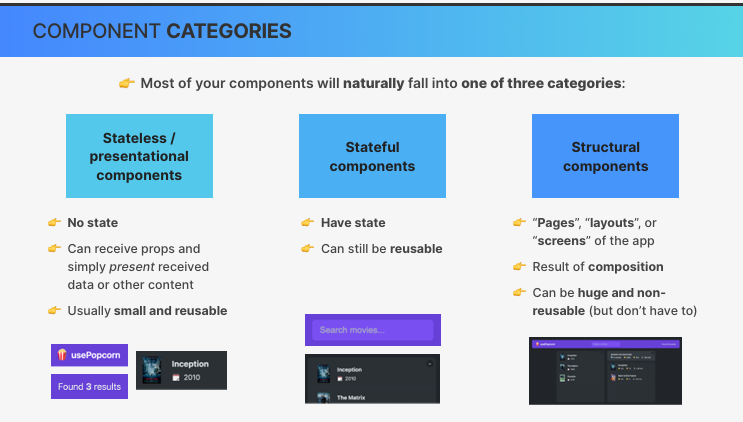 COMPONENT CATEGORIES
👉 Most of your components will naturally fall into one of three categories:
Stateless /
presentational
components
👉 No state
👉 Can receive props and
simply present received
data or other content
👉 Usually small and reusable
🍿 usePopcorn
Found 3 results
Inception
🗓 2010
Stateful
components
👉 Have state
👉 Can still be reusable
Search movies...
Inception
🗓 2010
The Matrix
Structural
components
👉 “Pages”, “layouts”, or
“screens” of the app
👉 Result of composition
👉 Can be huge and non-
reusable (but don’t have to)